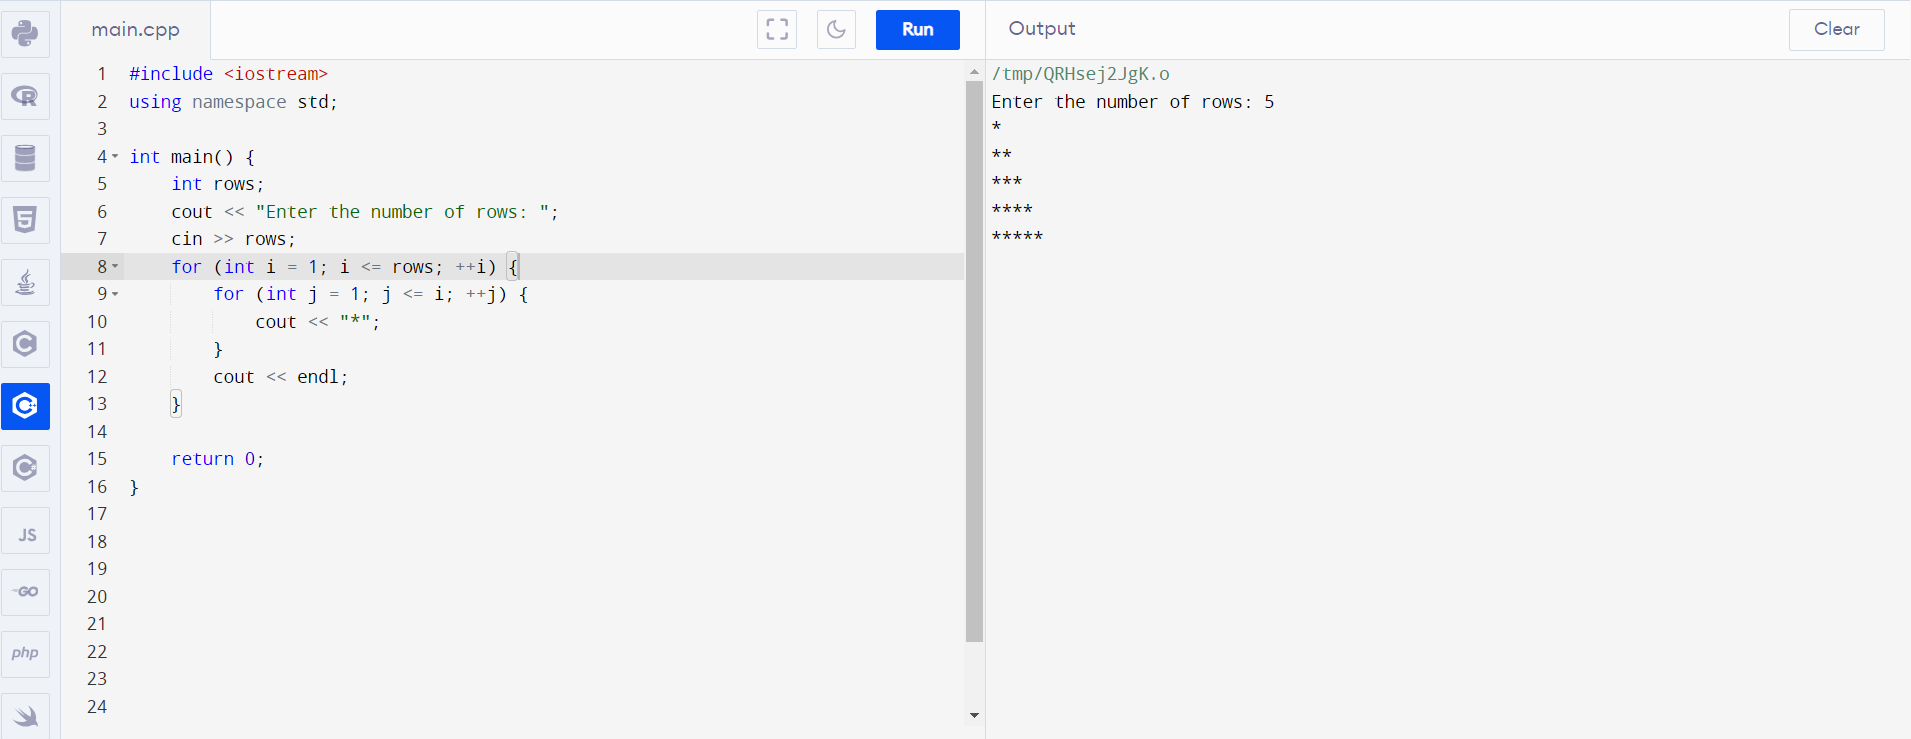 main.cpp
Run
1 #include <iostream>
2 using namespace std;
3
4 int main() {
5     int rows;
6     cout << "Enter the number of rows: ";
7     cin >> rows;
8     for (int i = 1; i <= rows; ++i) {
9         for (int j = 1; j <= i; ++j) {
10             cout << "*";
11         }
12         cout << endl;
13     }
14
15     return 0;
16 }
17
18
19
20
21
22
23
24
Output
Clear
/tmp/QRHsej2JgK.o
Enter the number of rows: 5
*
**
***
****
*****
R
5
C
C++
C#
JS
GO
php